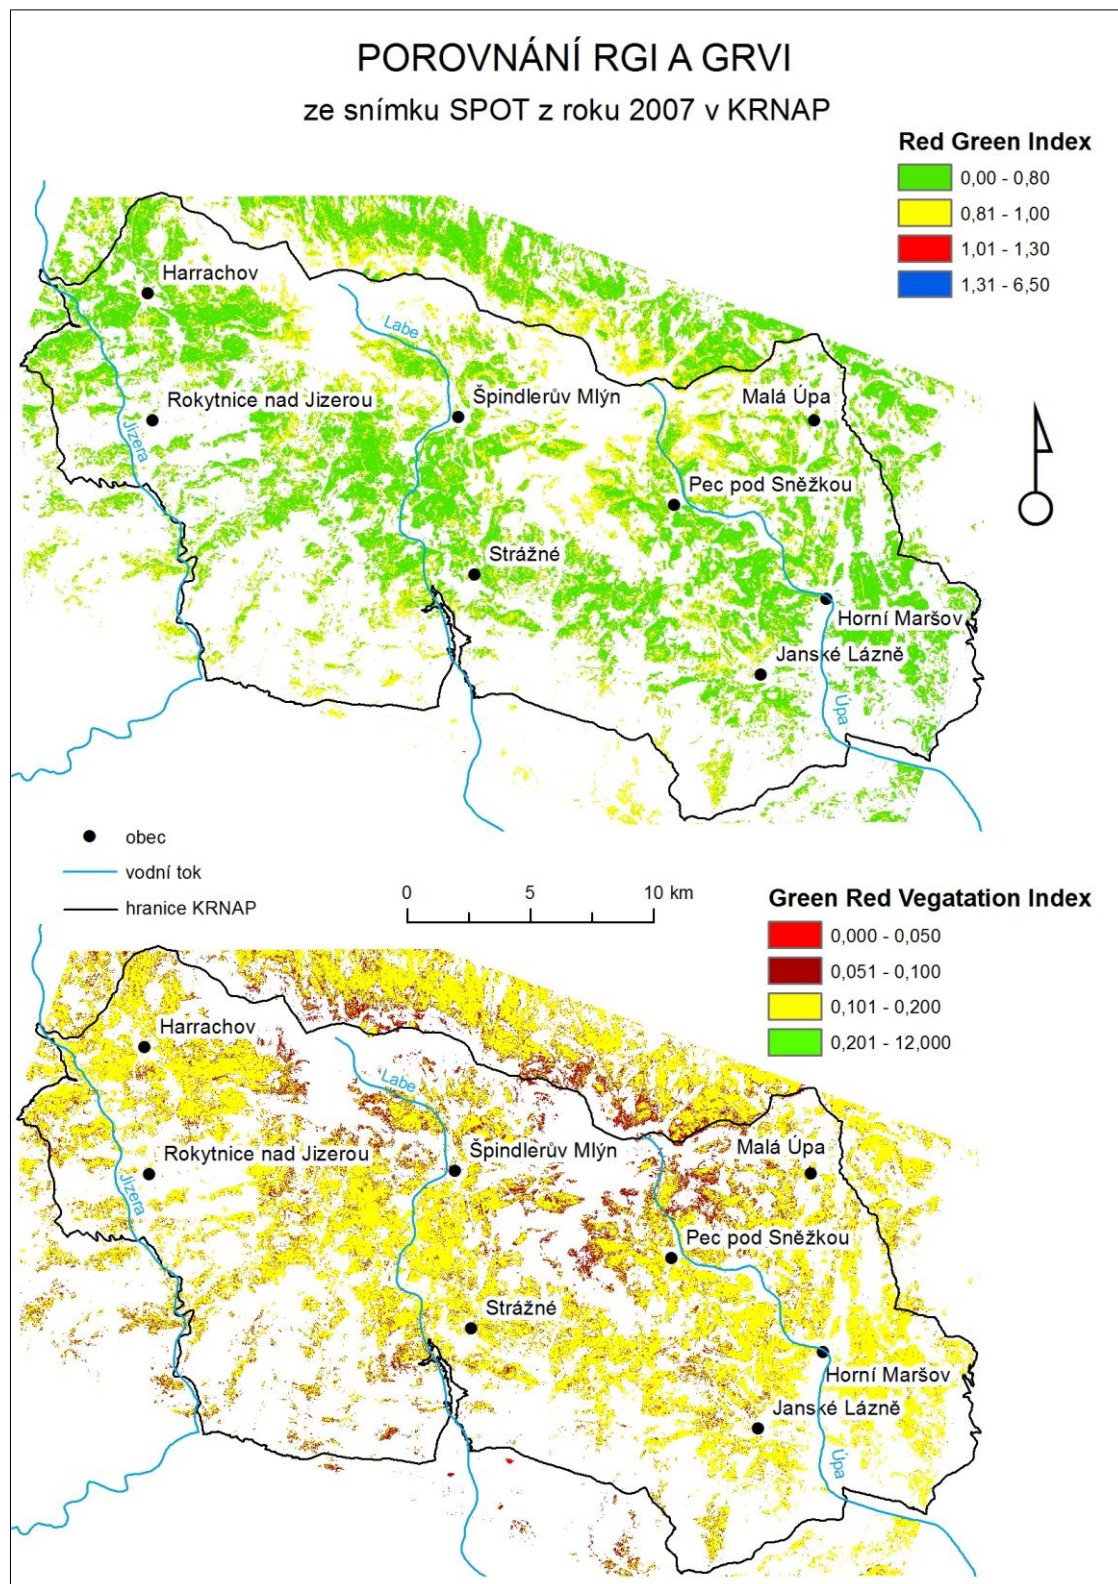 POROVNÁNÍ RGI A GRVI
ze snímku SPOT z roku 2007 v KRNAP
Red Green Index
0,00 - 0,80
0,81 - 1,00
1,01 - 1,30
1,31 - 6,50
Harrachov
Labe
Rokytnice nad Jizerou
Špindlerův Mlýn
Malá Úpa
Jizera
Pec pod Sněžkou
Strážné
Horní Maršov
Janské Lázně
Úpa
obec
vodní tok
hranice KRNAP
0 5 10 km
Green Red Vegatation Index
0,000 - 0,050
0,051 - 0,100
0,101 - 0,200
0,201 - 12,000
Harrachov
Labe
Rokytnice nad Jizerou
Špindlerův Mlýn
Malá Úpa
Jizera
Pec pod Sněžkou
Strážné
Horní Maršov
Janské Lázně
Úpa